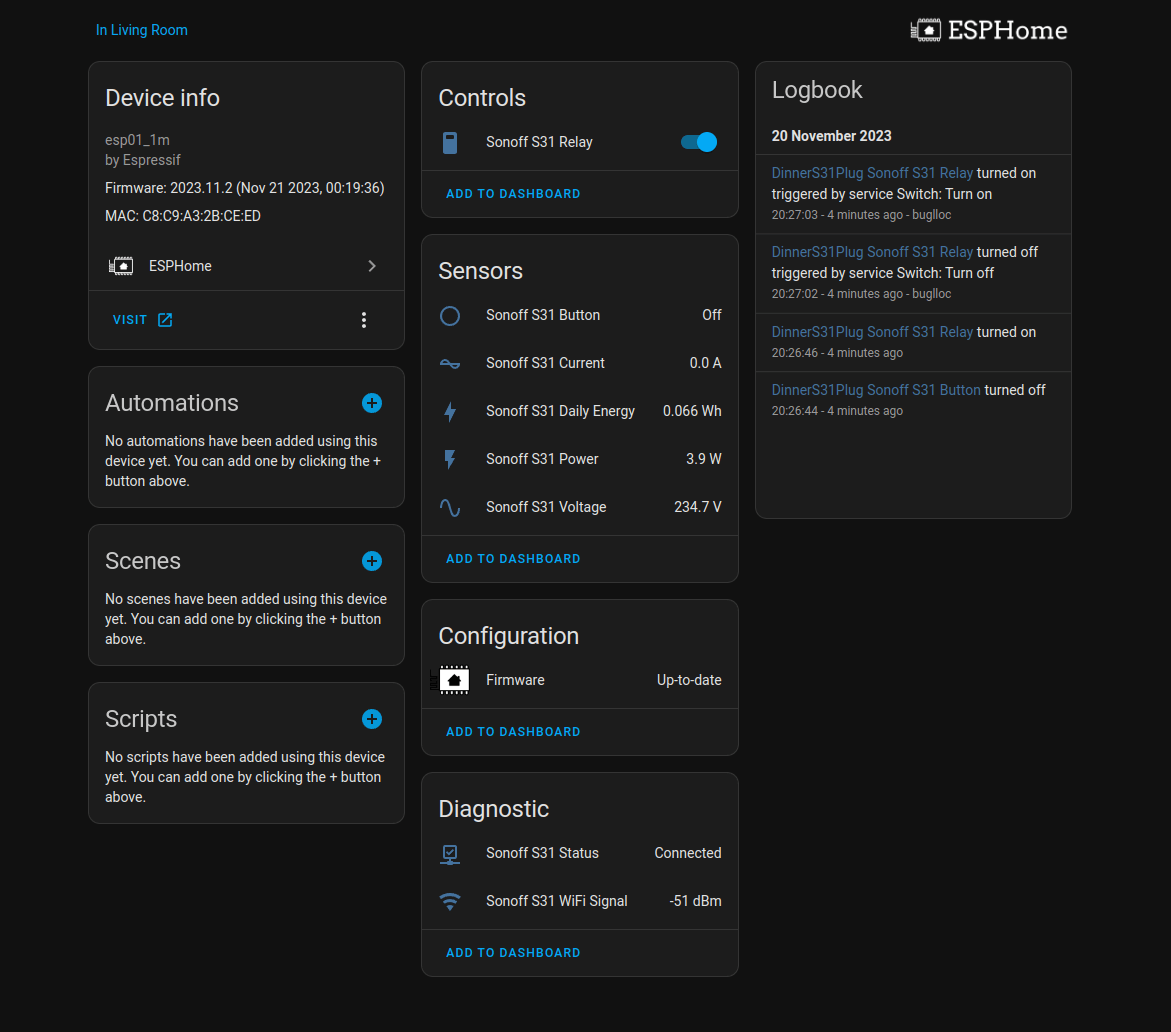 In Living Room
ESPHome
Device info
esp01_1m
by Espressif
Firmware: 2023.11.2 (Nov 21 2023, 00:19:36)
MAC: C8:C9:A3:2B:CE:ED
ESPHome
VISIT
Automations
No automations have been added using this
device yet. You can add one by clicking the +
button above.
Scenes
No scenes have been added using this device
yet. You can add one by clicking the + button
above.
Scripts
No scripts have been added using this device
yet. You can add one by clicking the + button
above.
Controls
Sonoff S31 Relay
ADD TO DASHBOARD
Sensors
Sonoff S31 Button Off
Sonoff S31 Current 0.0 A
Sonoff S31 Daily Energy 0.066 Wh
Sonoff S31 Power 3.9 W
Sonoff S31 Voltage 234.7 V
ADD TO DASHBOARD
Configuration
Firmware Up-to-date
ADD TO DASHBOARD
Diagnostic
Sonoff S31 Status Connected
Sonoff S31 WiFi Signal -51 dBm
ADD TO DASHBOARD
Logbook
20 November 2023
DinnerS31Plug Sonoff S31 Relay turned on
triggered by service Switch: Turn on
20:27:03 - 4 minutes ago - buglloc
DinnerS31Plug Sonoff S31 Relay turned off
triggered by service Switch: Turn off
20:27:02 - 4 minutes ago - buglloc
DinnerS31Plug Sonoff S31 Relay turned on
20:26:46 - 4 minutes ago
DinnerS31Plug Sonoff S31 Button turned off
20:26:44 - 4 minutes ago